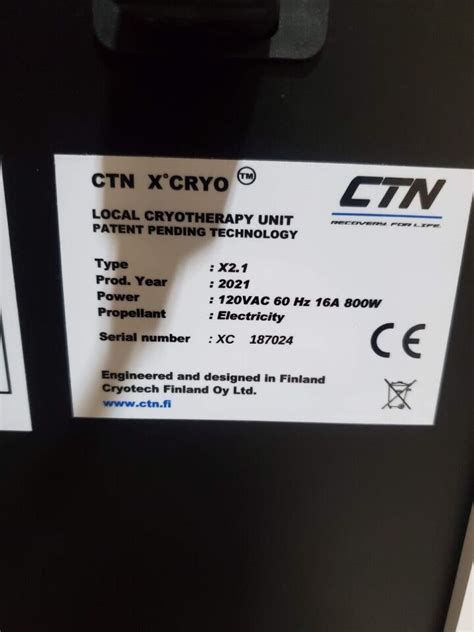 CTN X°CRYO TM
CTN
RECOVERY FOR LIFE.
LOCAL CRYOTHERAPY UNIT
PATENT PENDING TECHNOLOGY
Type : X2.1
Prod. Year : 2021
Power : 120VAC 60 Hz 16A 800W
Propellant : Electricity
Serial number : XC 187024
CE
Engineered and designed in Finland
Cryotech Finland Oy Ltd.
www.ctn.fi